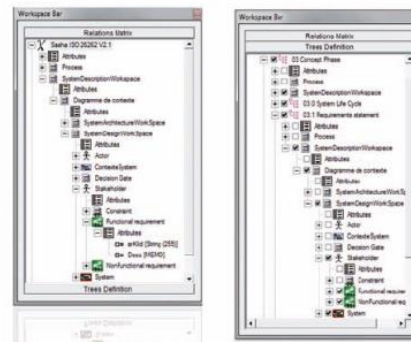 Workspace Bar
Relations Matrix
Sasha ISO 26262 V2.1
Attributes
Process
SystemDescriptionWorkspace
Attributes
Diagramme de contexte
Attributes
SystemArchitectureWorkSpace
SystemDesignWorkSpace
Attributes
Actor
ContexteSystem
Decision Gate
Stakeholder
Attributes
Constraint
Functional requirement
Attributes
[String (255)]
Desc [MEMO]
NonFunctional requirement
System
Trees Definition
Workspace Bar
Relations Matrix
Trees Definition
03 Concept Phase
Attributes
Process
SystemDescriptionWorkspace
03.0 System Life Cycle
03.1 Requirements statement
Attributes
Process
SystemDescriptionWorkspace
Attributes
Diagramme de contexte
Attributes
SystemArchitectureWorkS
SystemDesignWorkSpace
Attributes
Actor
ContexteSystem
Decision Gate
Stakeholder
Attributes
Constraint
Functional requirer
NonFunctional req
System